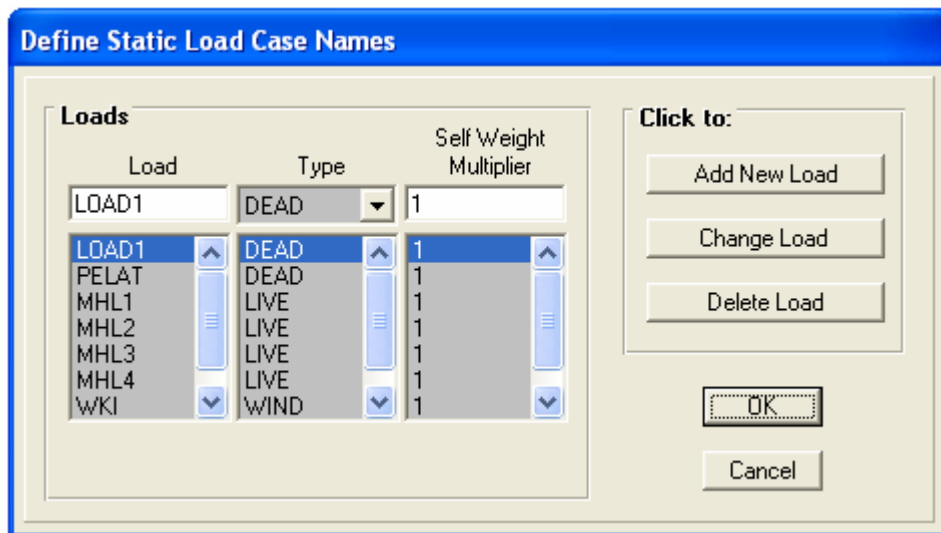 Define Static Load Case Names
Loads
Load Type Self Weight Multiplier
LOAD1 DEAD 1
LOAD1 DEAD 1
PELAT DEAD 1
MHL1 LIVE 1
MHL2 LIVE 1
MHL3 LIVE 1
MHL4 LIVE 1
WKI WIND 1
Click to:
Add New Load
Change Load
Delete Load
OK
Cancel